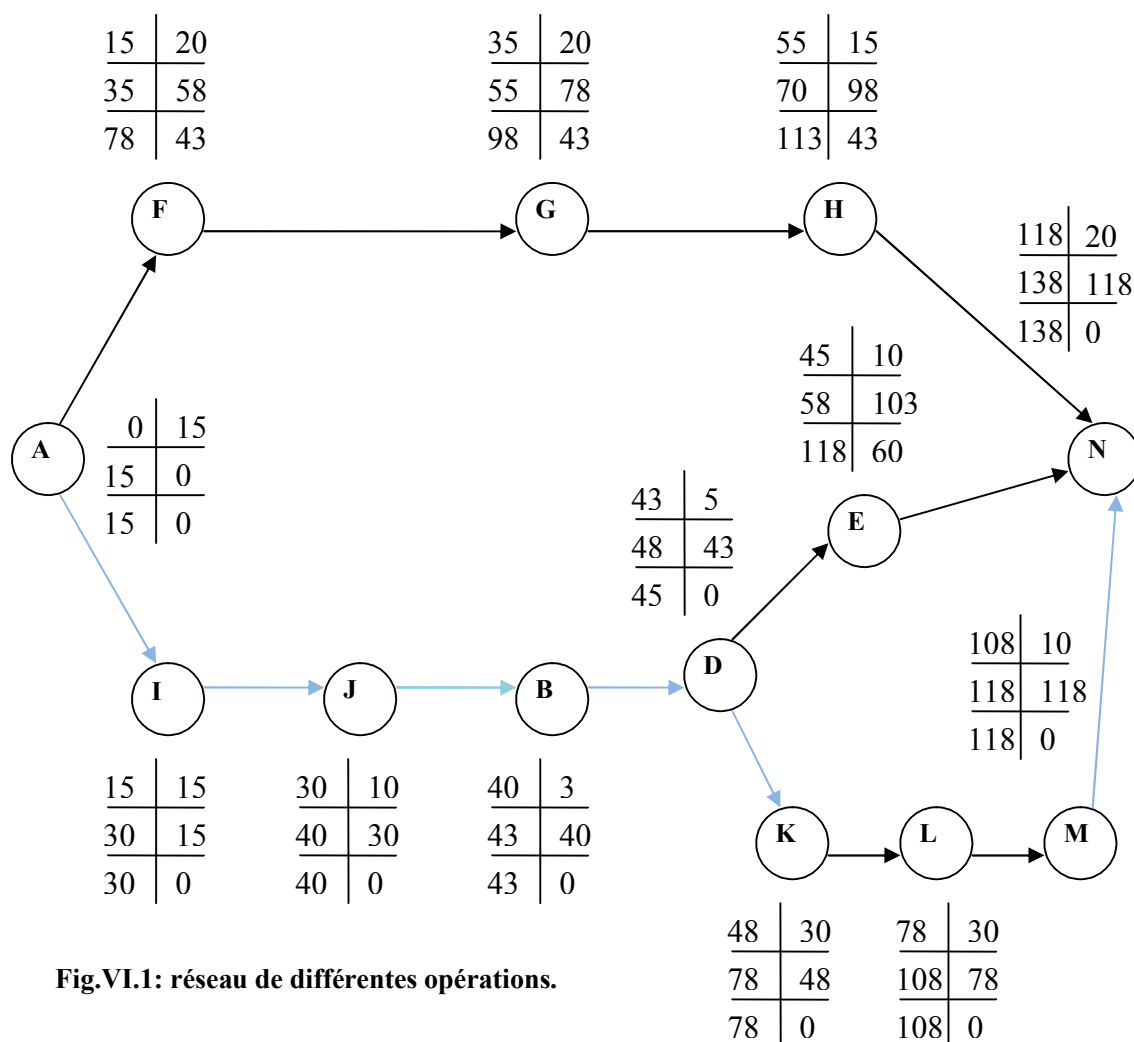 15 20
35 58
78 43
35 20
55 78
98 43
55 15
70 98
113 43
F
G
H
118 20
138 118
138 0
45 10
58 103
118 60
A
0 15
15 0
15 0
N
43 5
48 43
45 0
E
108 10
118 118
118 0
I
J
B
D
15 15
30 15
30 0
30 10
40 30
40 0
40 3
43 40
43 0
K
L
M
48 30
78 48
78 0
78 30
108 78
108 0
Fig.VI.1: réseau de différentes opérations.